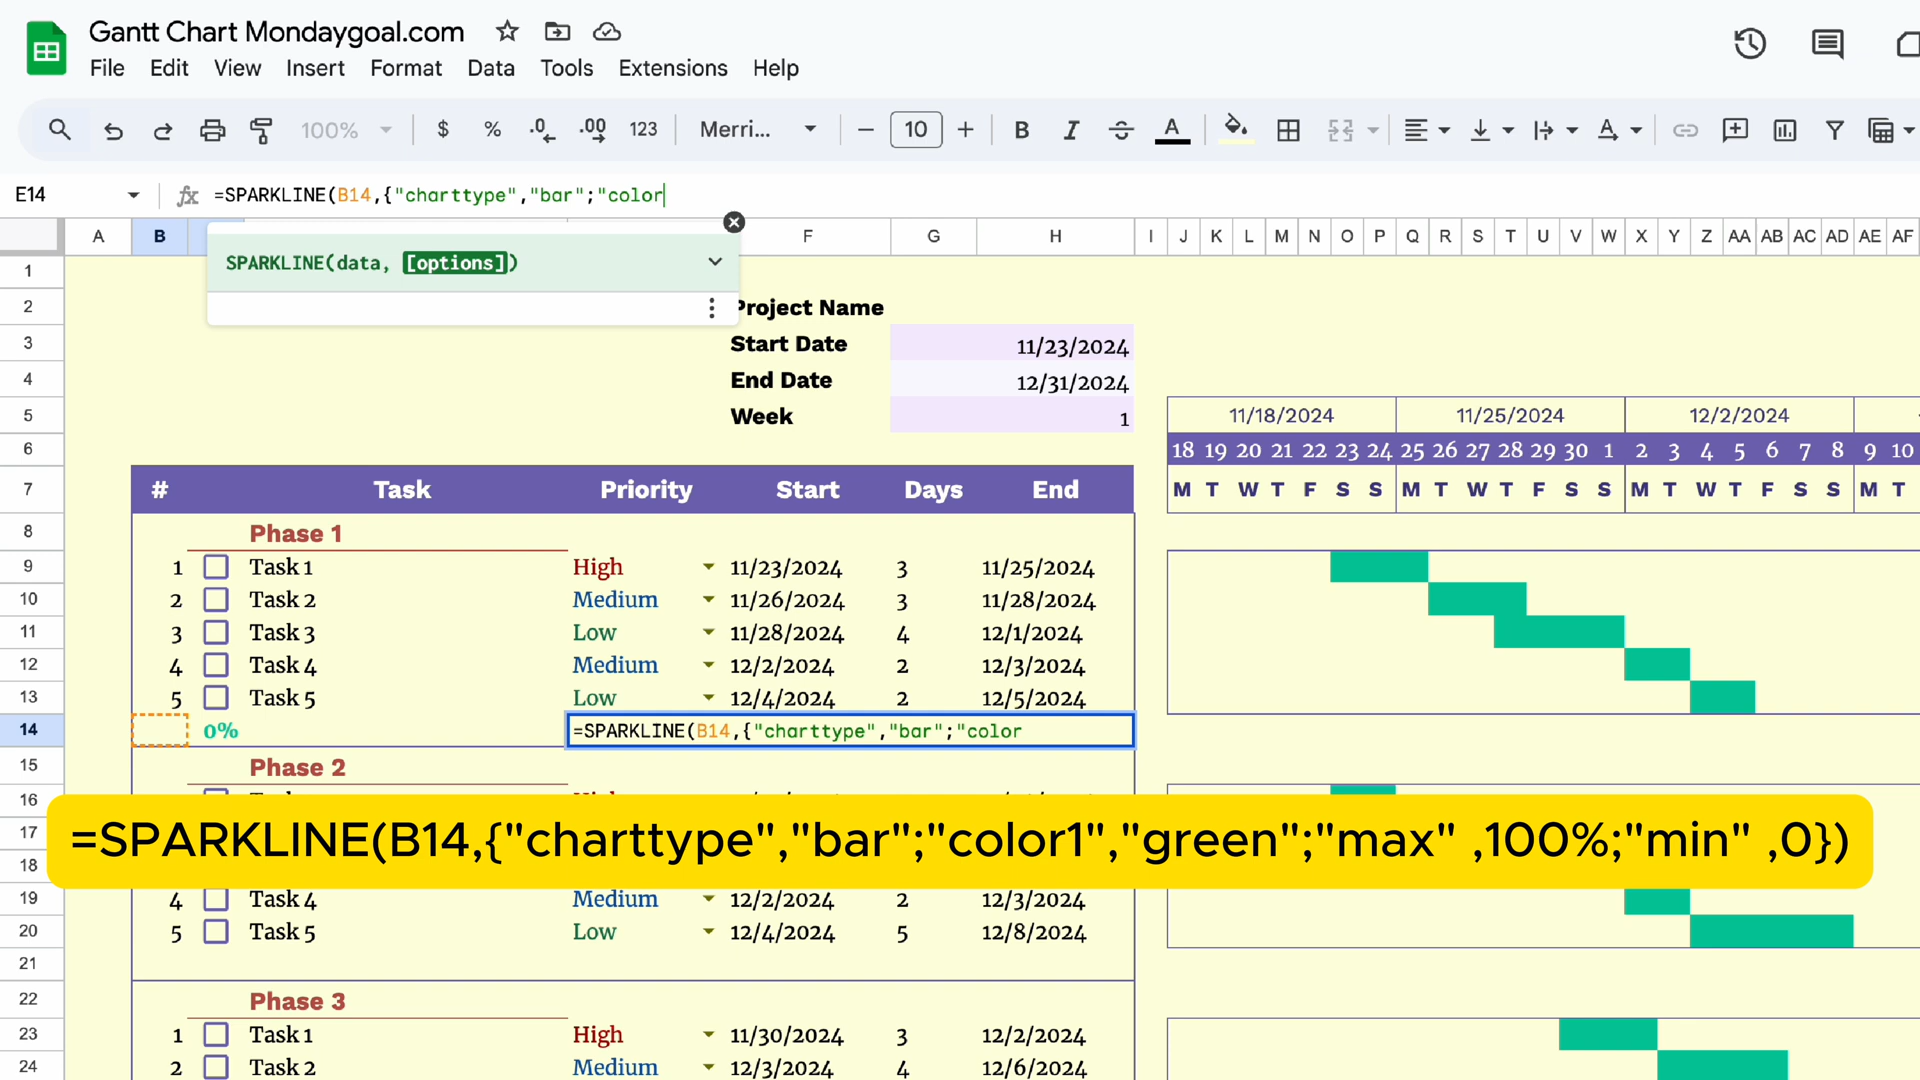 Gantt Chart Mondaygoal.com
File Edit View Insert Format Data Tools Extensions Help
100% $ % .0 .00 123 Merri... 10 B I A
E14 fx =SPARKLINE(B14,{"charttype","bar";"color
A B F G H I J K L M N O P Q R S T U V W X Y Z AA AB AC AD AE AF
SPARKLINE(data, [options])
1
2 Project Name
3 Start Date 11/23/2024
4 End Date 12/31/2024
5 Week 1 11/18/2024 11/25/2024 12/2/2024
6 18 19 20 21 22 23 24 25 26 27 28 29 30 1 2 3 4 5 6 7 8 9 10
7 # Task Priority Start Days End M T W T F S S M T W T F S S M T W T F S S M T
8 Phase 1
9 1 Task 1 High 11/23/2024 3 11/25/2024
10 2 Task 2 Medium 11/26/2024 3 11/28/2024
11 3 Task 3 Low 11/28/2024 4 12/1/2024
12 4 Task 4 Medium 12/2/2024 2 12/3/2024
13 5 Task 5 Low 12/4/2024 2 12/5/2024
14 0% =SPARKLINE(B14,{"charttype","bar";"color
15 Phase 2
16
17
=SPARKLINE(B14,{"charttype","bar";"color1","green";"max" ,100%;"min" ,0})
18
19 4 Task 4 Medium 12/2/2024 2 12/3/2024
20 5 Task 5 Low 12/4/2024 5 12/8/2024
21
22 Phase 3
23 1 Task 1 High 11/30/2024 3 12/2/2024
24 2 Task 2 Medium 12/3/2024 4 12/6/2024